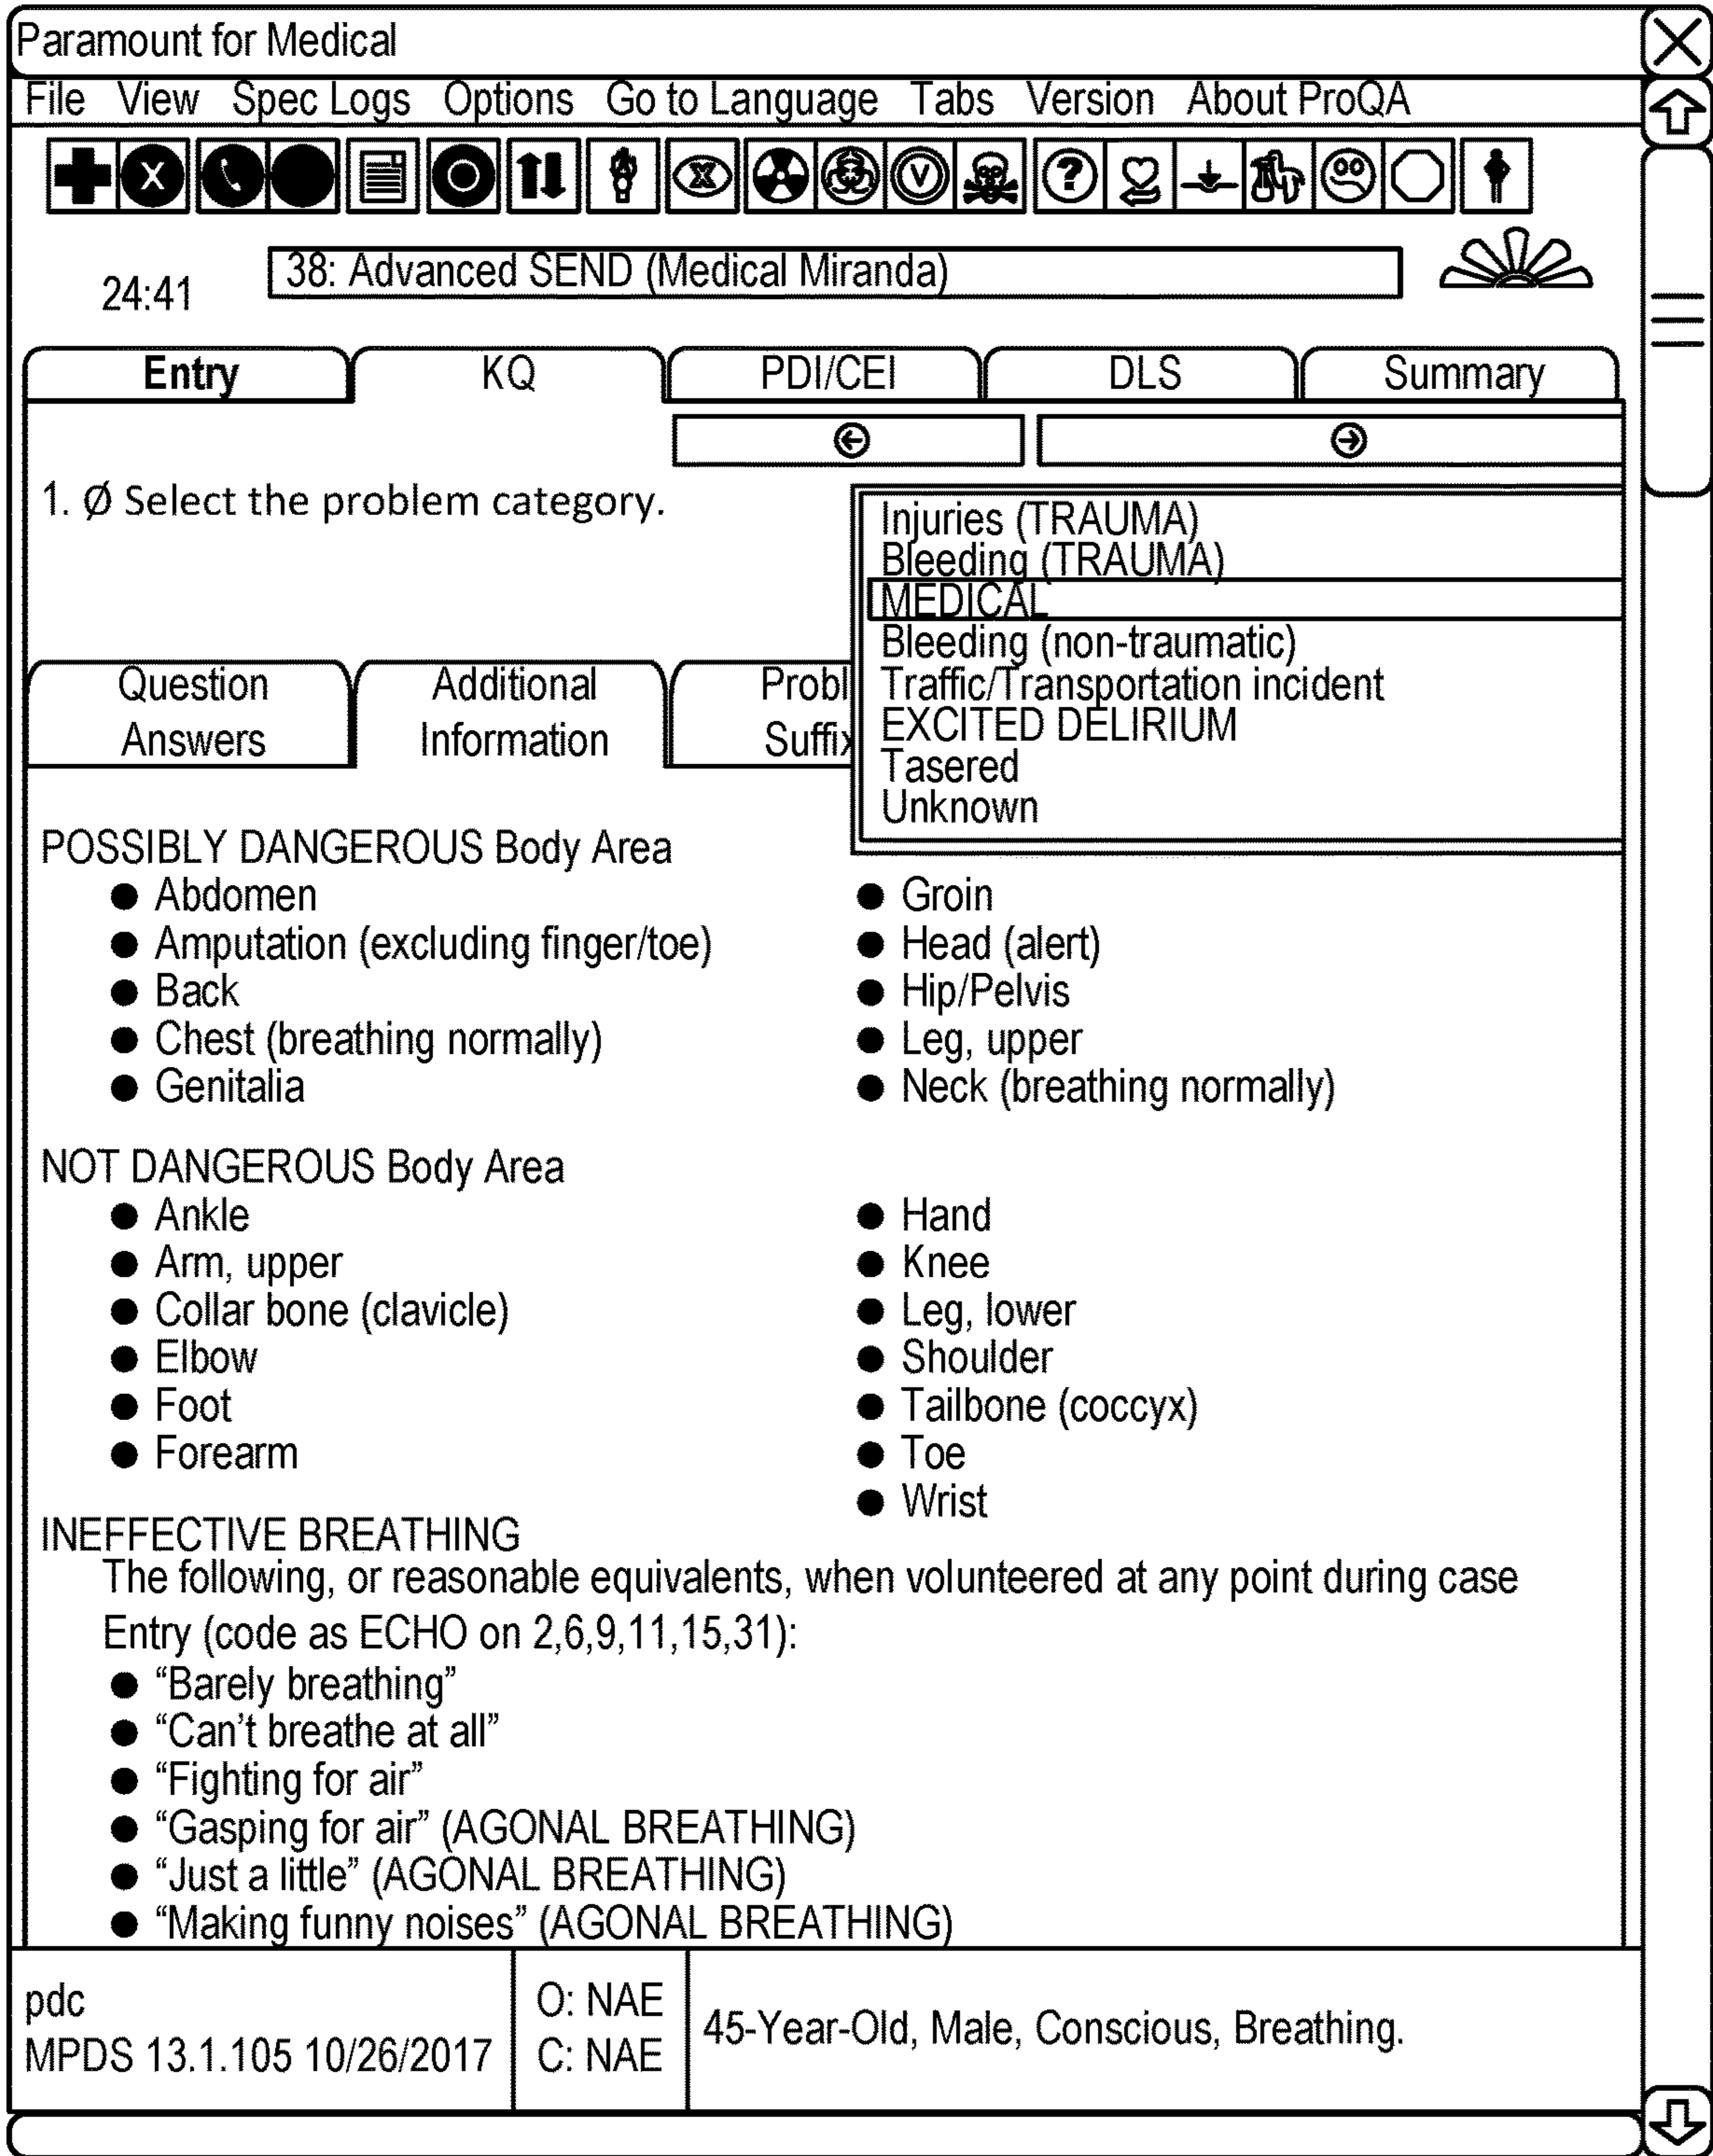 Paramount for Medical
File View Spec Logs Options Go to Language Tabs Version About ProQA
X V ?
24:41
38: Advanced SEND (Medical Miranda)
Entry KQ PDI/CEI DLS Summary
1. Ø Select the problem category.
Injuries (TRAUMA)
Bleeding (TRAUMA)
MEDICAL
Bleeding (non-traumatic)
Traffic/Transportation incident
EXCITED DELIRIUM
Tasered
Unknown
Question Answers
Additional Information
Probl
Suffix
POSSIBLY DANGEROUS Body Area
● Abdomen
● Amputation (excluding finger/toe)
● Back
● Chest (breathing normally)
● Genitalia
● Groin
● Head (alert)
● Hip/Pelvis
● Leg, upper
● Neck (breathing normally)
NOT DANGEROUS Body Area
● Ankle
● Arm, upper
● Collar bone (clavicle)
● Elbow
● Foot
● Forearm
● Hand
● Knee
● Leg, lower
● Shoulder
● Tailbone (coccyx)
● Toe
● Wrist
INEFFECTIVE BREATHING
The following, or reasonable equivalents, when volunteered at any point during case
Entry (code as ECHO on 2,6,9,11,15,31):
● “Barely breathing”
● “Can’t breathe at all”
● “Fighting for air”
● “Gasping for air” (AGONAL BREATHING)
● “Just a little” (AGONAL BREATHING)
● “Making funny noises” (AGONAL BREATHING)
pdc
MPDS 13.1.105 10/26/2017
O: NAE
C: NAE
45-Year-Old, Male, Conscious, Breathing.